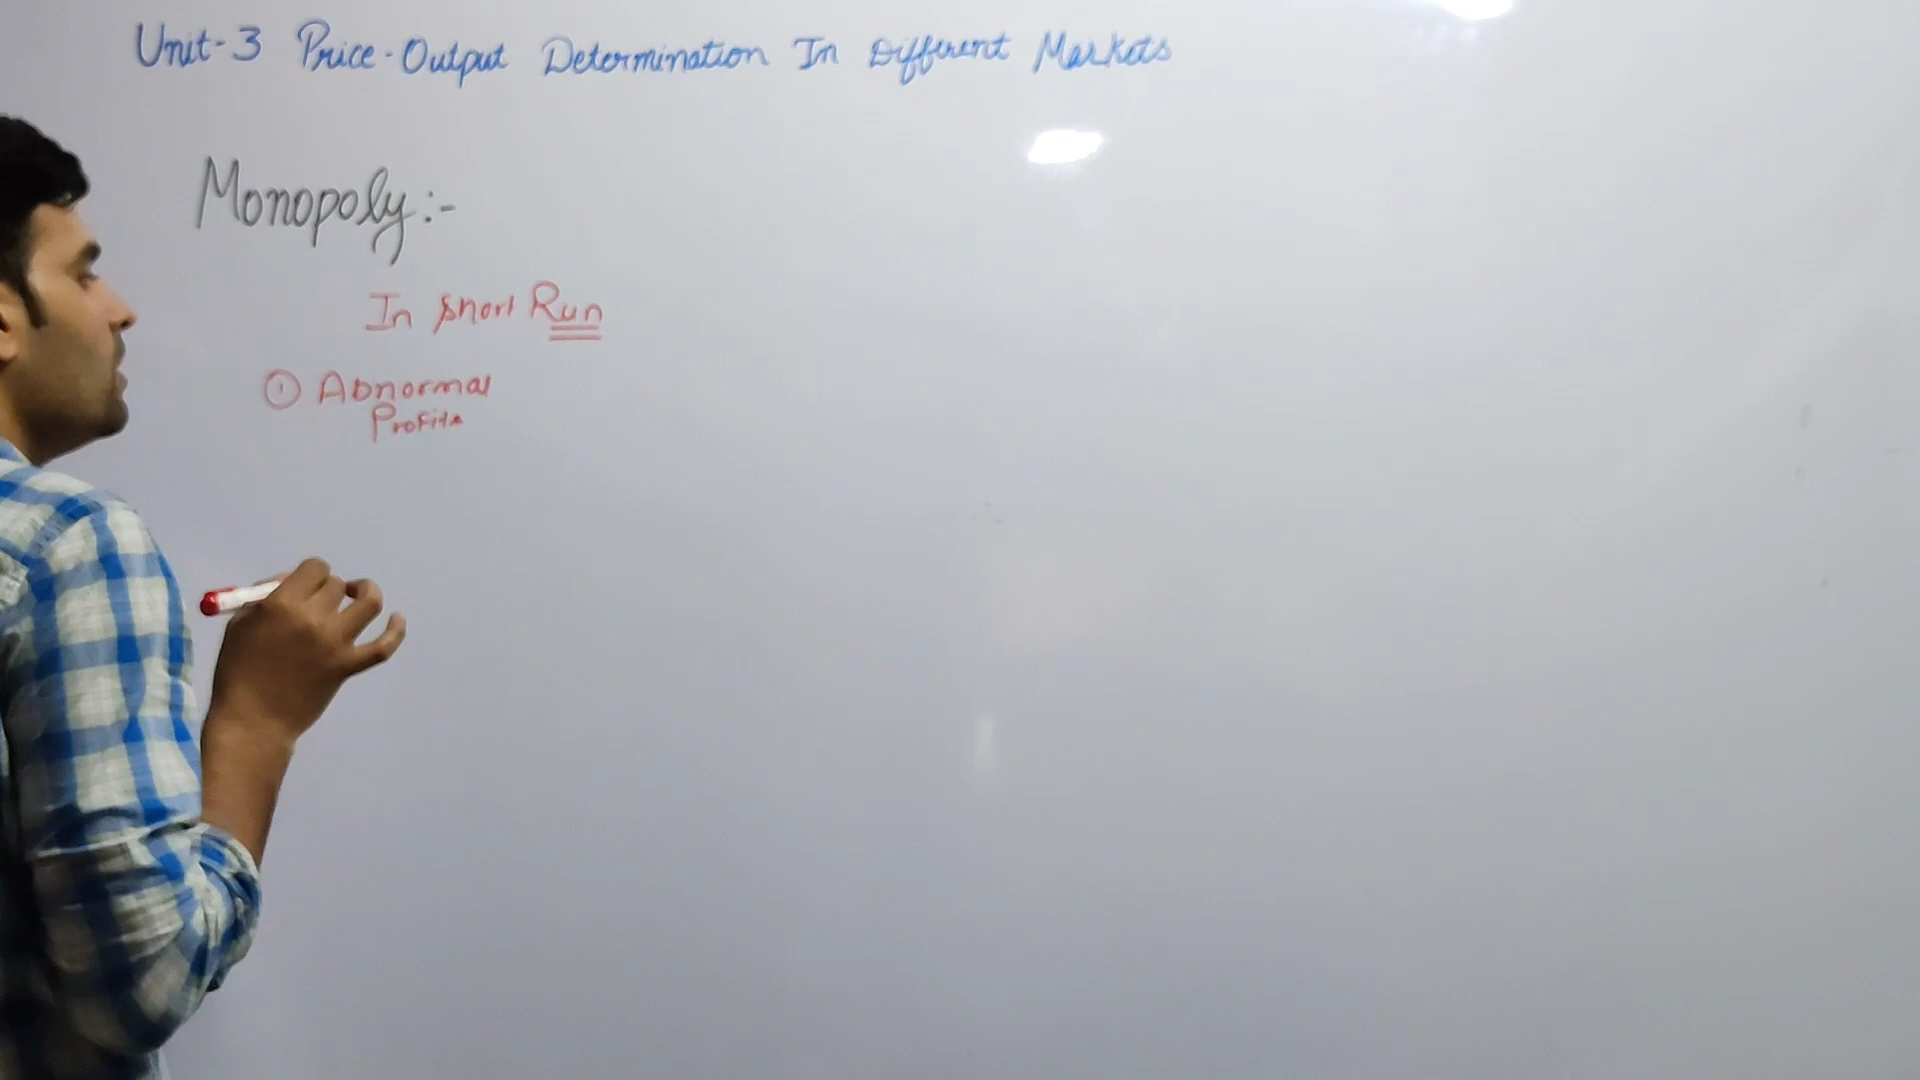 Unit-3 Price-Output Determination In Different Markets
Monopoly:-
In Short Run
① Abnormal
Profits